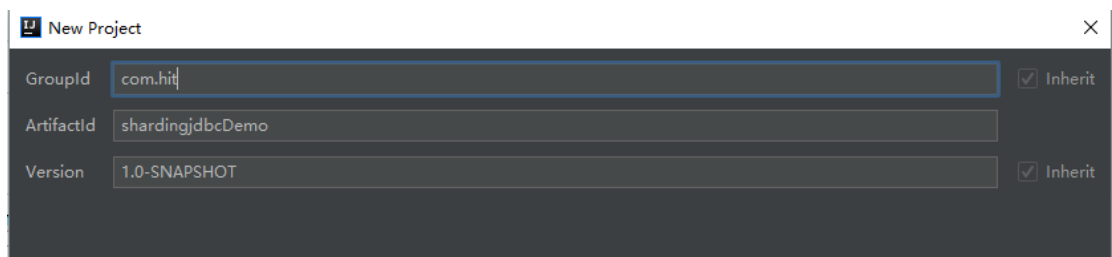 New Project
GroupId com.hit Inherit
ArtifactId shardingjdbcDemo
Version 1.0-SNAPSHOT Inherit